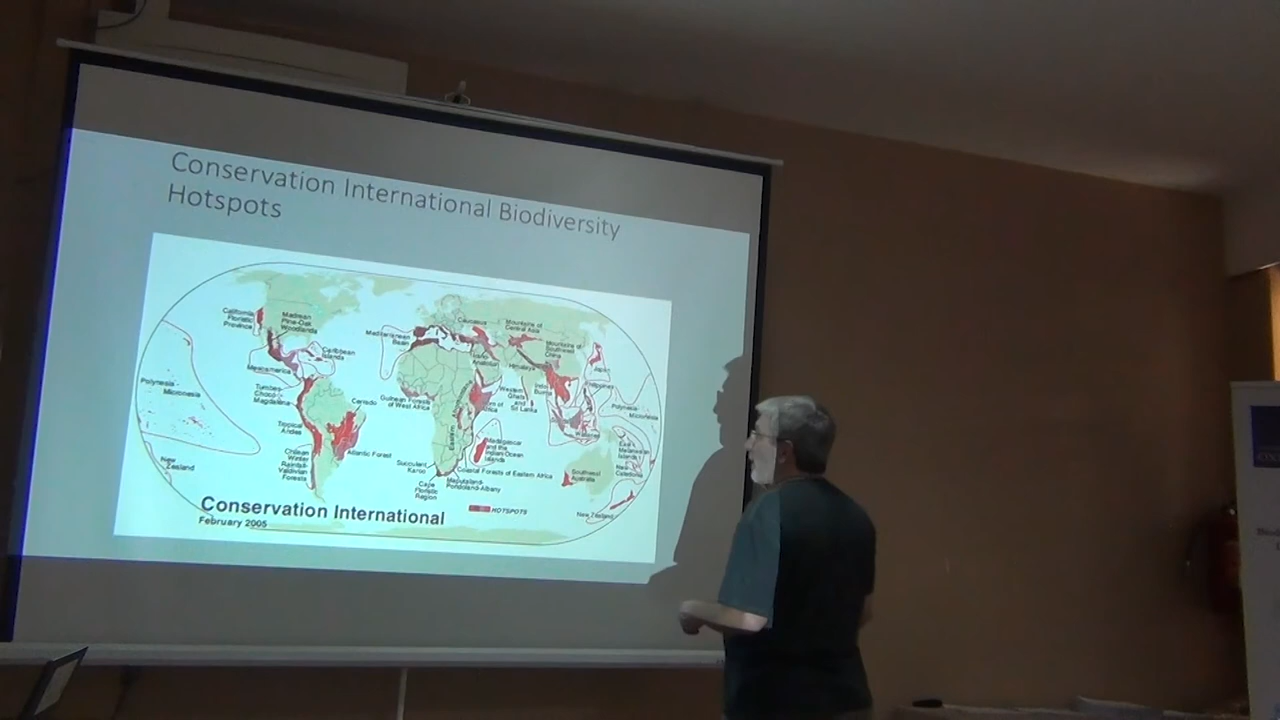 Conservation International Biodiversity
Hotspots
California
Floristic
Province
Madrean
Pine-Oak
Woodlands
Caribbean
Islands
Mesoamerica
Tumbes-
Chocó-
Magdalena
Polynesia -
Micronesia
New
Zealand
Cerrado
Tropical
Andes
Atlantic Forest
Chilean
Winter
Rainfall-
Valdivian
Forests
Mediterranean
Basin
Caucasus
Mountains of
Central Asia
Mountains of
Southwest
China
Himalaya
Japan
Philippines
Guinean Forests
of West Africa
Western
Ghats
and
Sri Lanka
Polynesia -
Micronesia
New
Caledonia
Madagascar
and the
Indian Ocean
Islands
Succulent
Karoo
Cape
Floristic
Region
Coastal Forests of Eastern Africa
Maputaland-
Pondoland-Albany
Southwest
Australia
New Zealand
Conservation International
February 2005
HOTSPOTS